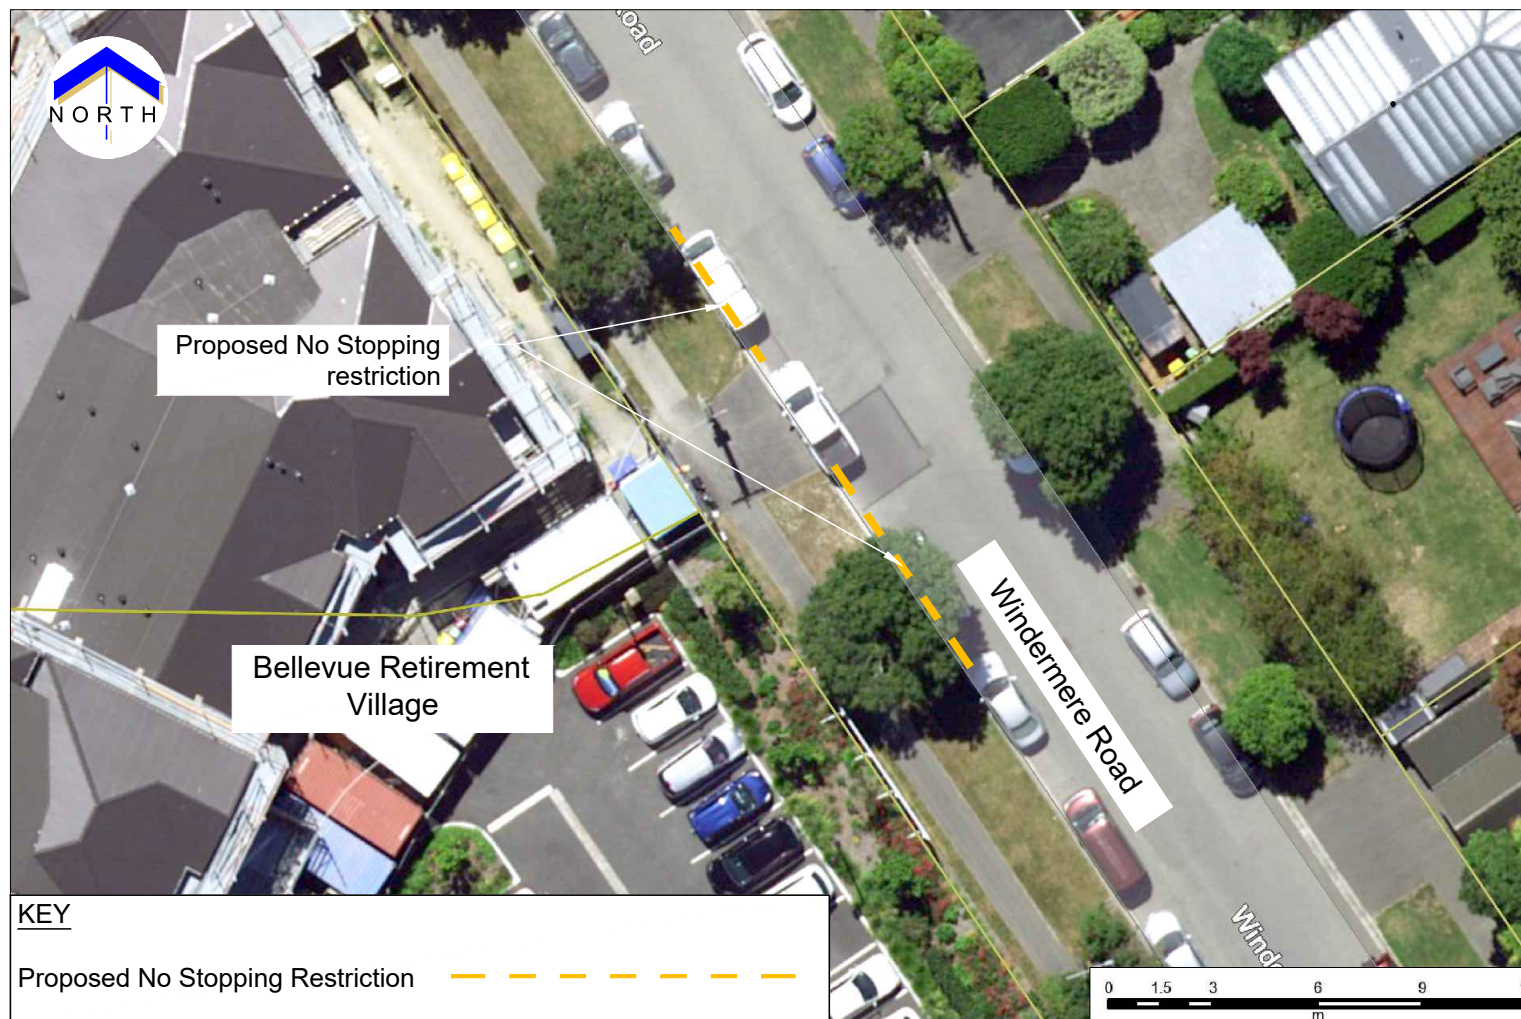 oad
NORTH
Proposed No Stopping
restriction
Windermere Road
Bellevue Retirement
Village
Winde
KEY
Proposed No Stopping Restriction
0 1.5 3 6 9
m